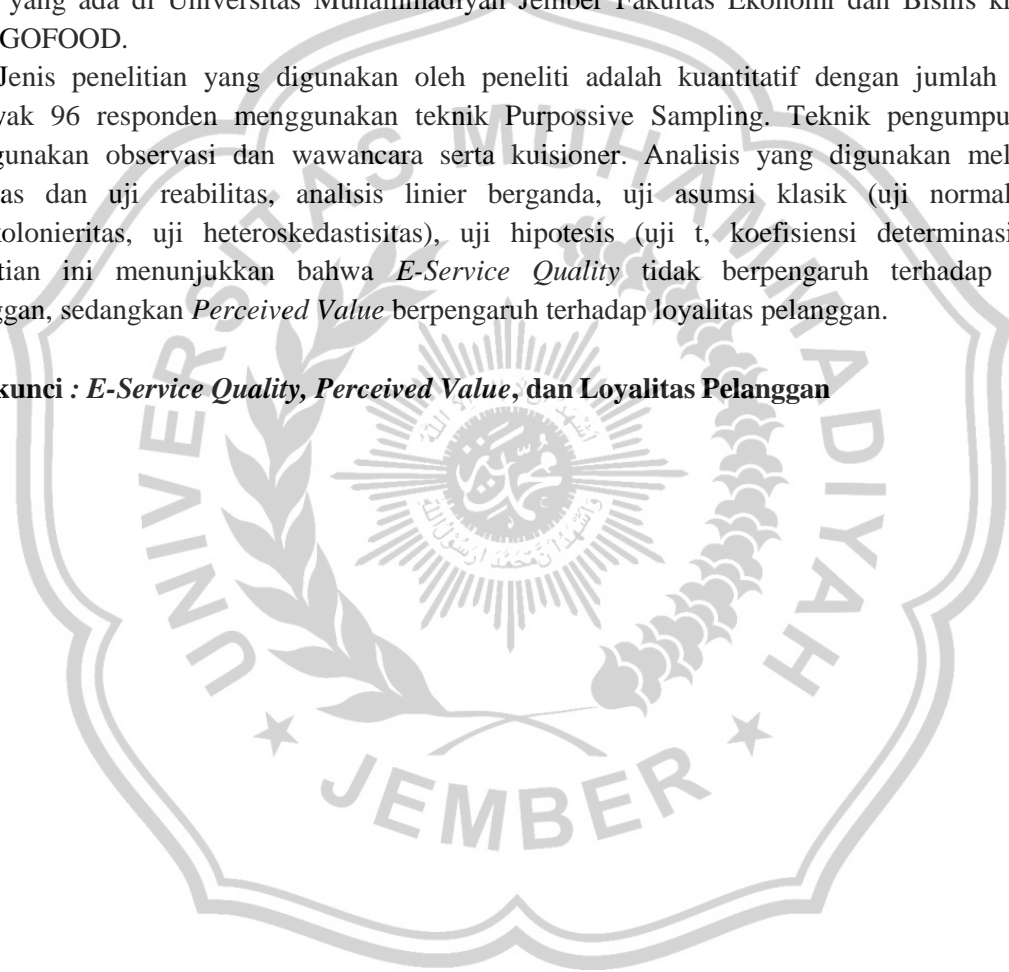 yang ada di Universitas Muhammadiyah Jember Fakultas Ekonomi dan Bisnis
GOFOOD.
Jenis penelitian yang digunakan oleh peneliti adalah kuantitatif dengan jumlah
yak 96 responden menggunakan teknik Purpossive Sampling. Teknik pengumpu
gunakan observasi dan wawancara serta kuisioner. Analisis yang digunakan mel
as dan uji reabilitas, analisis linier berganda, uji asumsi klasik (uji normal
kolonieritas, uji heteroskedastisitas), uji hipotesis (uji t, koefisiensi determinasi
tian ini menunjukkan bahwa E-Service Quality tidak berpengaruh terhadap
ggan, sedangkan Perceived Value berpengaruh terhadap loyalitas pelanggan.
kunci : E-Service Quality, Perceived Value, dan Loyalitas Pelanggan
UNIVERSITAS MUHAMMADIYAH
JEMBER